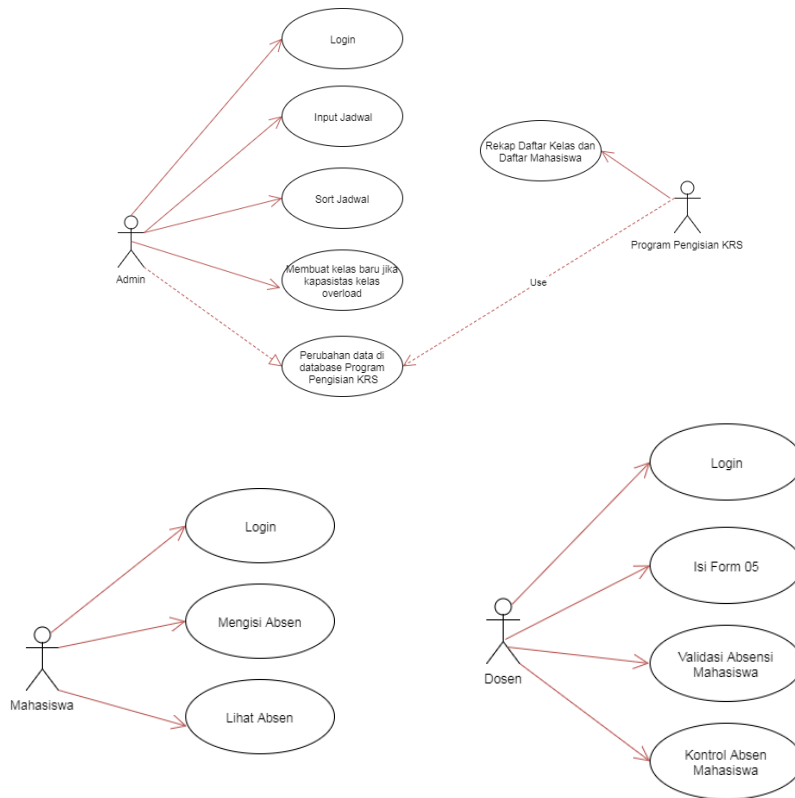 Login
Input Jadwal
Rekap Daftar Kelas dan
Daftar Mahasiswa
Sort Jadwal
Program Pengisian KRS
Admin
Membuat kelas baru jika
kapasistas kelas
overload
Use
Perubahan data di
database Program
Pengisian KRS
Login
Mengisi Absen
Mahasiswa
Lihat Absen
Login
Isi Form 05
Dosen
Validasi Absensi
Mahasiswa
Kontrol Absen
Mahasiswa